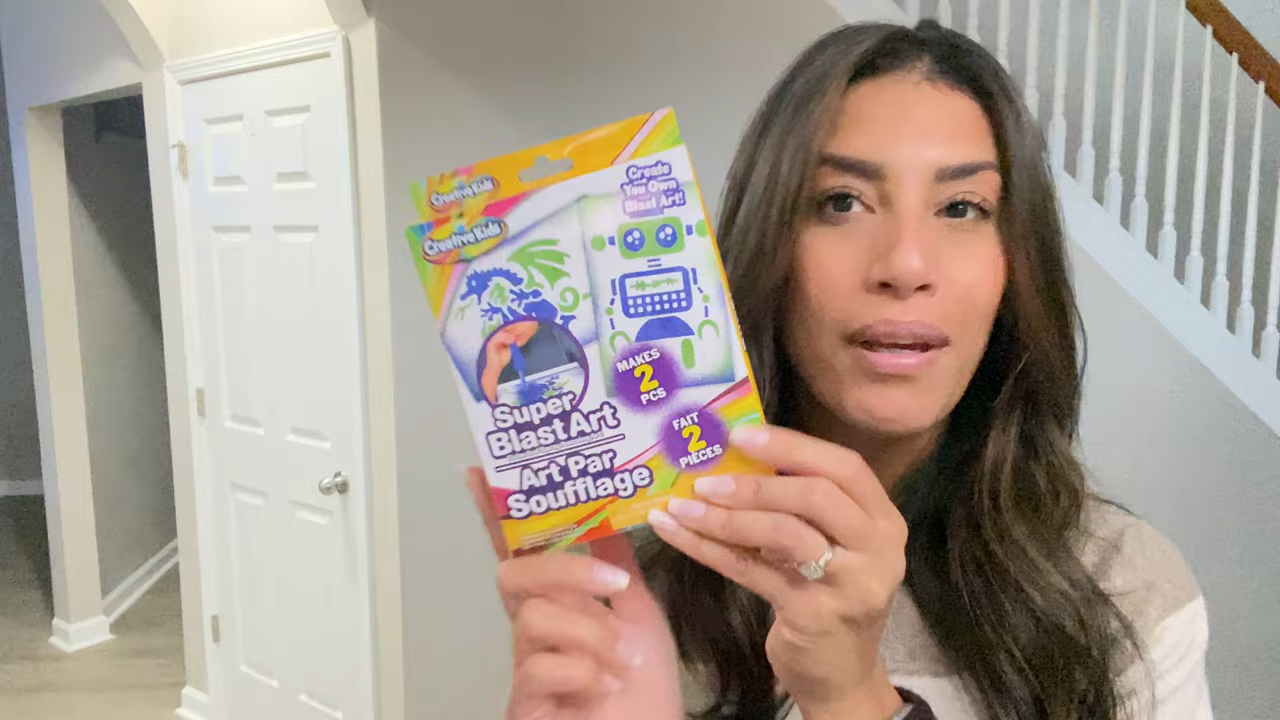 Creative Kids
Creative Kids
Create
You Own
Blast Art!
MAKES
2
PCS
Super
Blast Art
FAIT
2
PIÈCES
Art Par
Soufflage